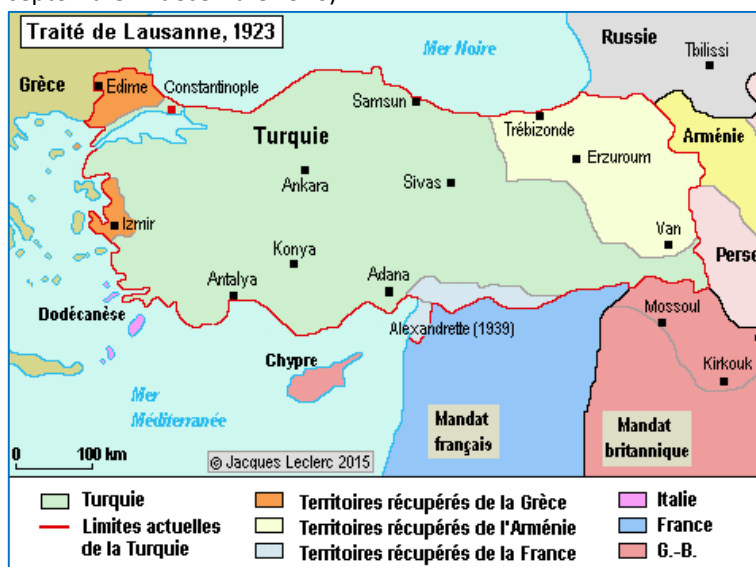 Traité de Lausanne, 1923
Mer Noire
Russie
Tbilissi
Grèce
Edime
Constantinople
Samsun
Trébizonde
Arménie
Turquie
Erzuroum
Ankara
Sivas
Izmir
Van
Perse
Konya
Antalya
Adana
Mossoul
Dodécanèse
Alexandrette (1939)
Chypre
Kirkouk
Mer
Méditerranée
Mandat
français
Mandat
britannique
0 100 km
© Jacques Leclerc 2015
Turquie
Limites actuelles
de la Turquie
Territoires récupérés de la Grèce
Territoires récupérés de l'Arménie
Territoires récupérés de la France
Italie
France
G.-B.